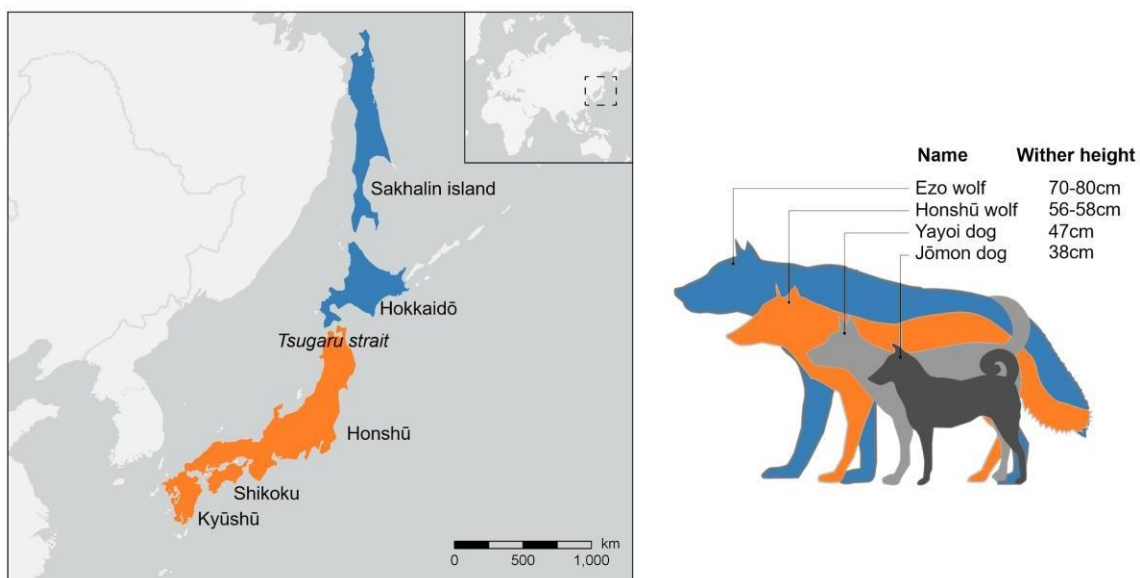 Sakhalin island
Hokkaidō
Tsugaru strait
Honshū
Shikoku
Kyūshū
km
0 500 1,000
Name Wither height
Ezo wolf 70-80cm
Honshū wolf 56-58cm
Yayoi dog 47cm
Jōmon dog 38cm